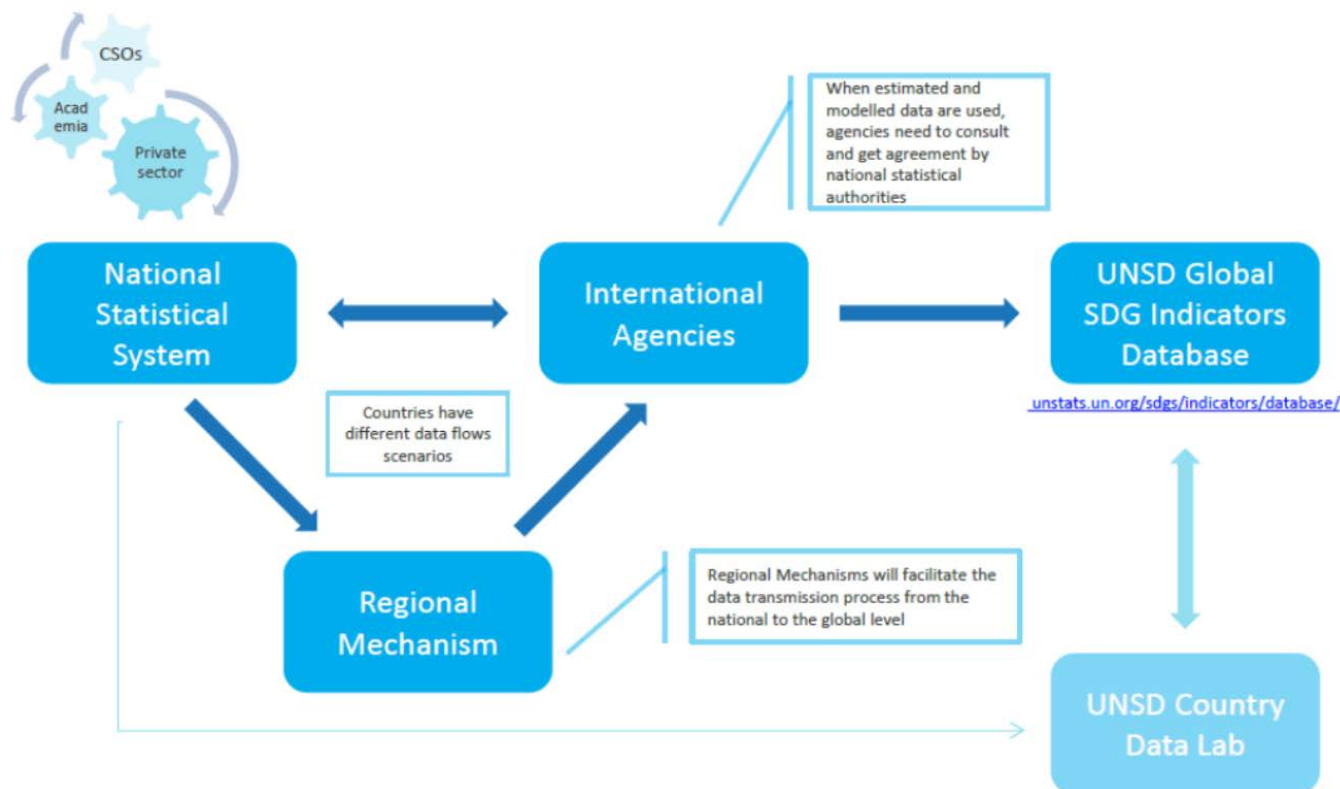 CSOs
Acad
emia
Private
sector
When estimated and
modelled data are used,
agencies need to consult
and get agreement by
national statistical
authorities
National
Statistical
System
International
Agencies
UNSD Global
SDG Indicators
Database
unstats.un.org/sdgs/indicators/database/
Countries have
different data flows
scenarios
Regional
Mechanism
Regional Mechanisms will facilitate the
data transmission process from the
national to the global level
UNSD Country
Data Lab